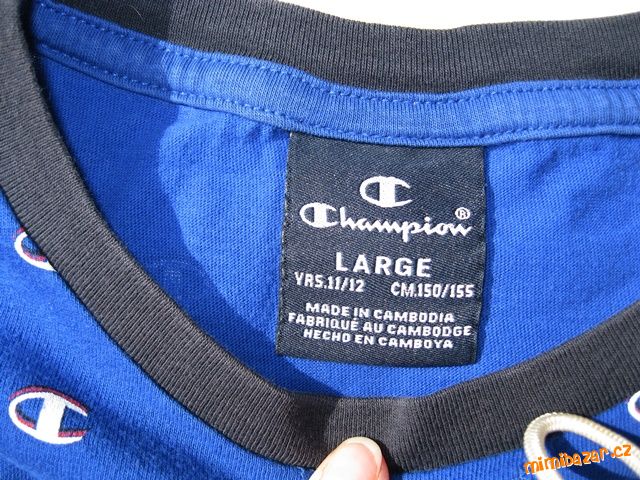 Champion®
LARGE
YRS.11/12 CM.150/155
MADE IN CAMBODIA
FABRIQUÉ AU CAMBODGE
HECHO EN CAMBOYA
mimibazar.cz